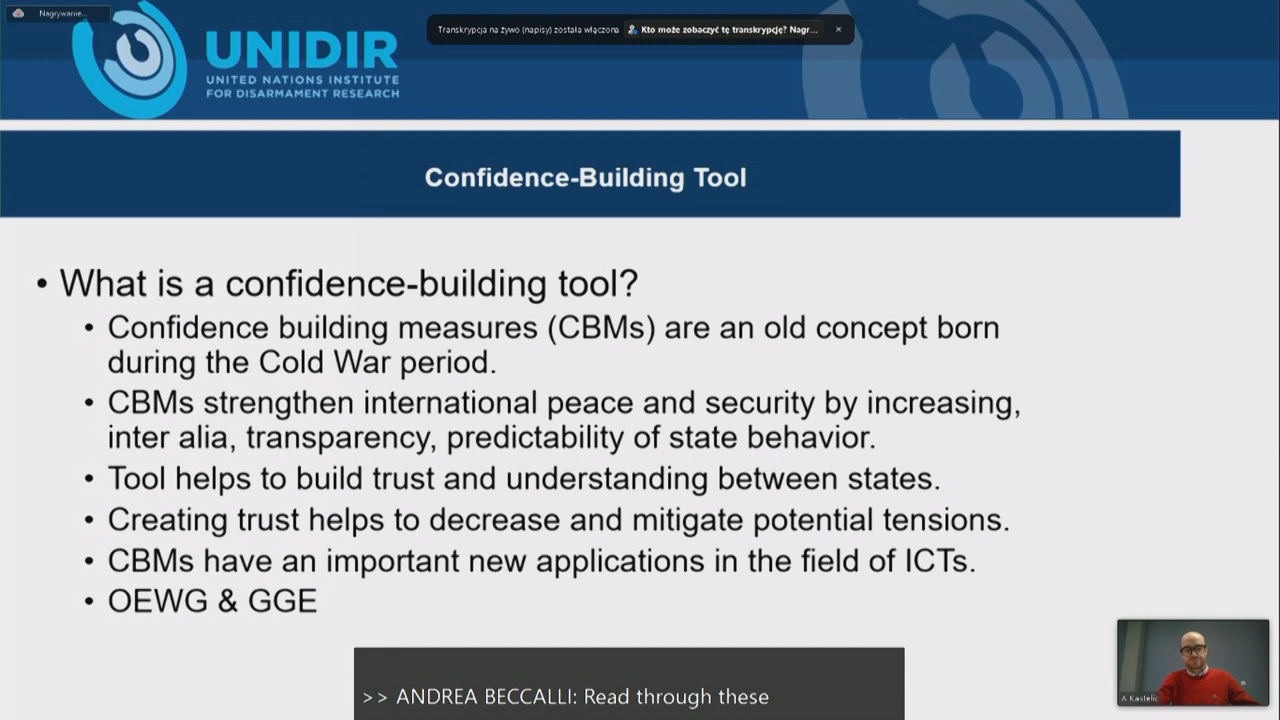 Nagrywanie...
Transkrypcja na żywo (napisy) została włączona Kto może zobaczyć tę transkrypcję? Nagr... ×
UNIDIR
UNITED NATIONS INSTITUTE
FOR DISARMAMENT RESEARCH
Confidence-Building Tool
• What is a confidence-building tool?
• Confidence building measures (CBMs) are an old concept born
during the Cold War period.
• CBMs strengthen international peace and security by increasing,
inter alia, transparency, predictability of state behavior.
• Tool helps to build trust and understanding between states.
• Creating trust helps to decrease and mitigate potential tensions.
• CBMs have an important new applications in the field of ICTs.
• OEWG & GGE
A.Kastelic
>> ANDREA BECCALLI: Read through these